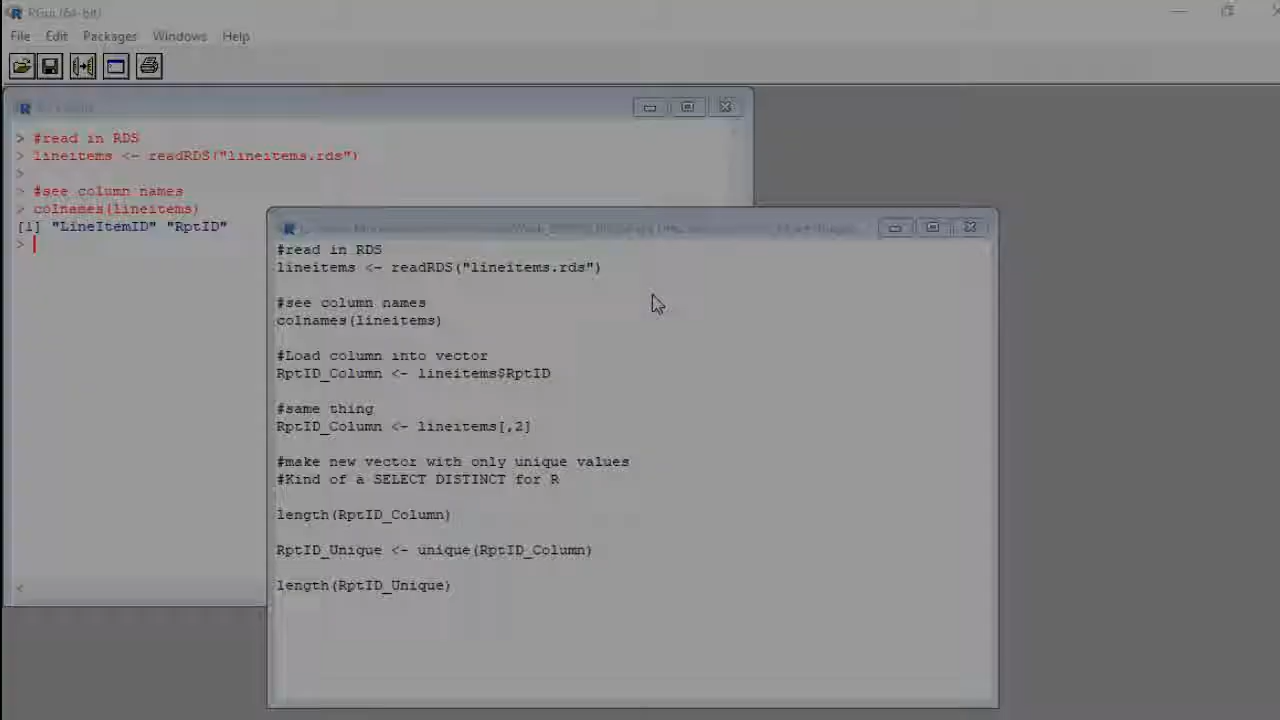 RGui (64-bit)
File Edit Packages Windows Help
> #read in RDS
> lineitems <- readRDS("lineitems.rds")
>
> #see column names
> colnames(lineitems)
[1] "LineItemID" "RptID"
>
#read in RDS
lineitems <- readRDS("lineitems.rds")
#see column names
colnames(lineitems)
#Load column into vector
RptID_Column <- lineitems$RptID
#same thing
RptID_Column <- lineitems[,2]
#make new vector with only unique values
#Kind of a SELECT DISTINCT for R
length(RptID_Column)
RptID_Unique <- unique(RptID_Column)
length(RptID_Unique)